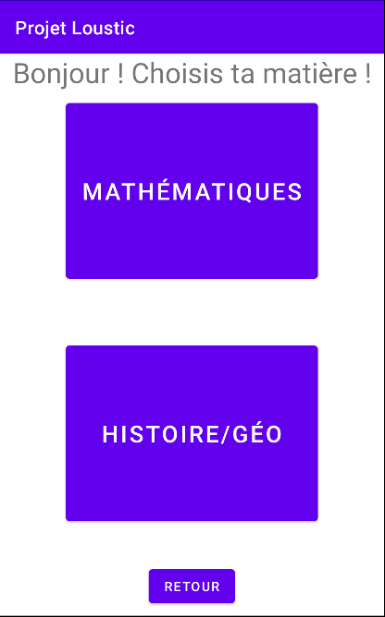 Projet Loustic
Bonjour ! Choisis ta matière !
MATHÉMATIQUES
HISTOIRE/GÉO
RETOUR